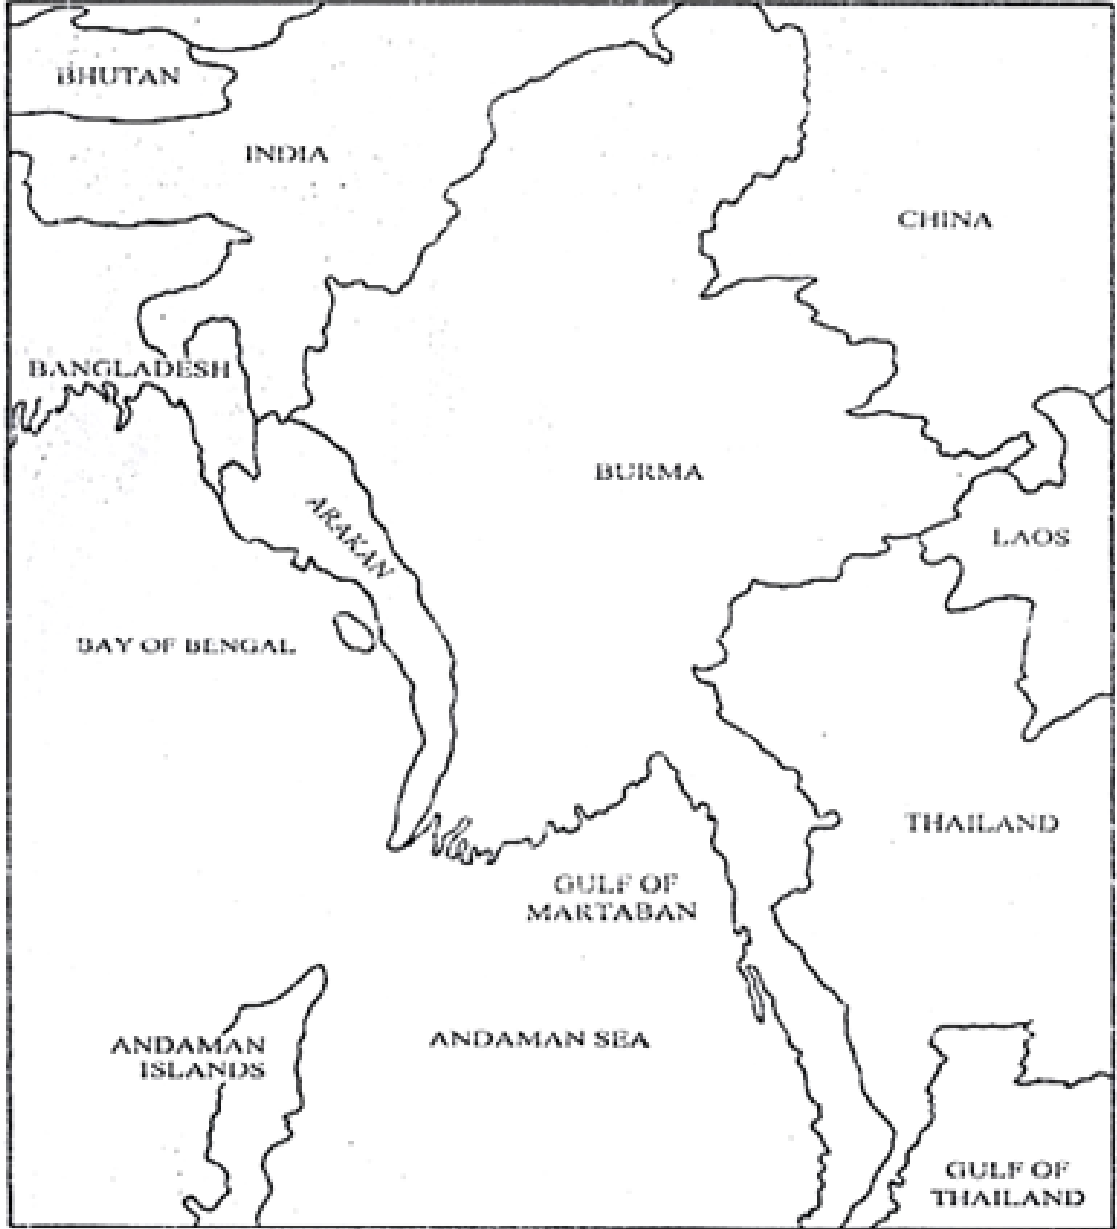 BHUTAN
INDIA
CHINA
BANGLADESH
BURMA
ARAKAN
LAOS
BAY OF BENGAL
THAILAND
GULF OF
MARTABAN
ANDAMAN SEA
ANDAMAN
ISLANDS
GULF OF
THAILAND